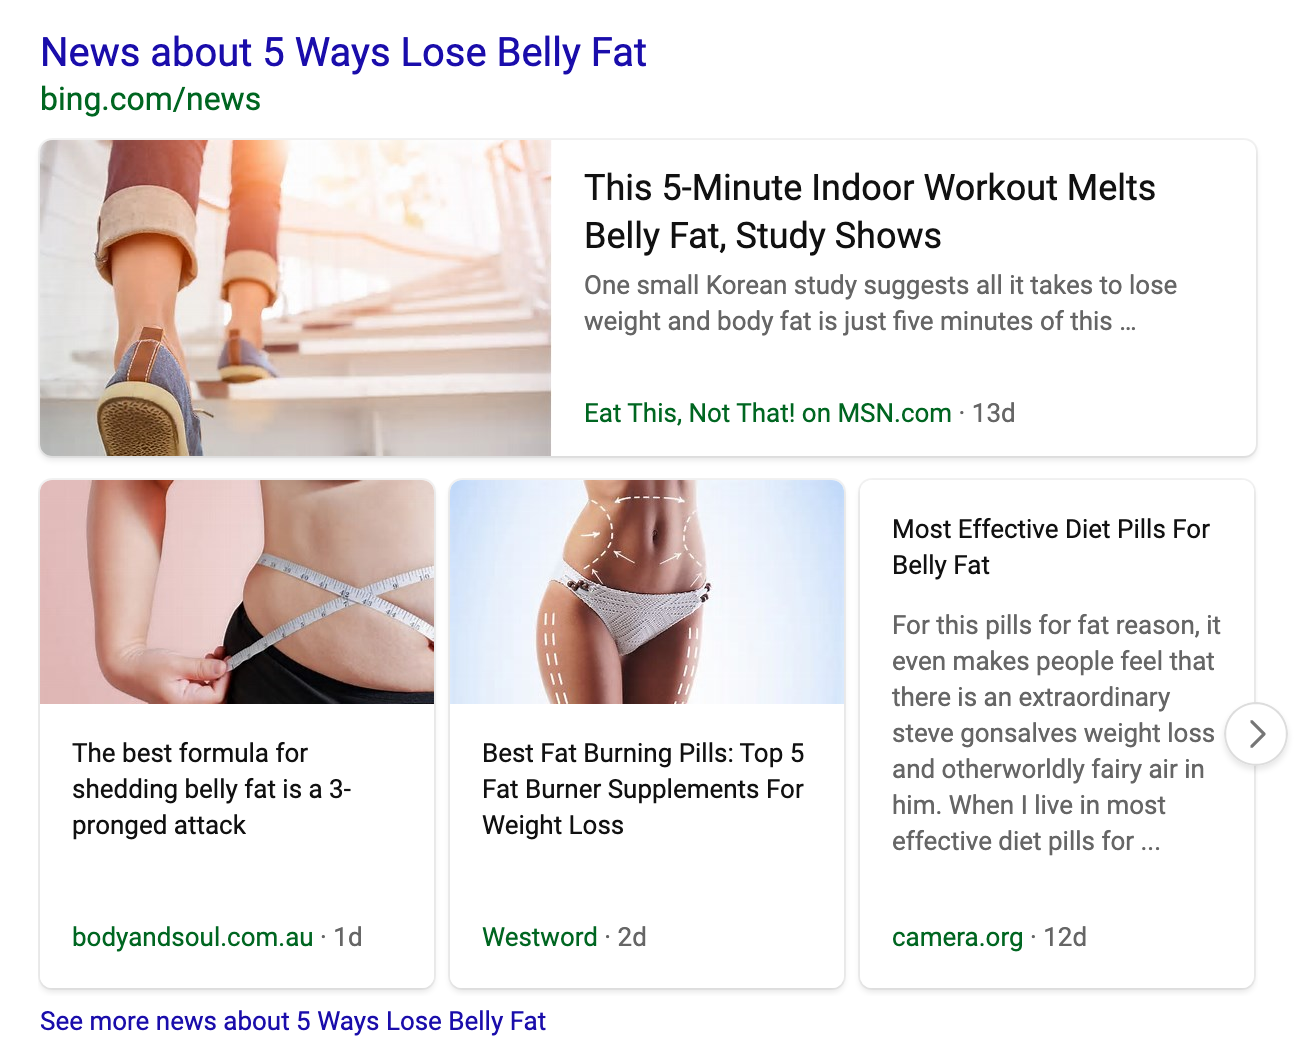 News about 5 Ways Lose Belly Fat
bing.com/news
This 5-Minute Indoor Workout Melts
Belly Fat, Study Shows
One small Korean study suggests all it takes to lose
weight and body fat is just five minutes of this ...
Eat This, Not That! on MSN.com · 13d
The best formula for
shedding belly fat is a 3-
pronged attack
bodyandsoul.com.au · 1d
Best Fat Burning Pills: Top 5
Fat Burner Supplements For
Weight Loss
Westword · 2d
Most Effective Diet Pills For
Belly Fat
For this pills for fat reason, it
even makes people feel that
there is an extraordinary
steve gonsalves weight loss
and otherworldly fairy air in
him. When I live in most
effective diet pills for ...
camera.org · 12d
See more news about 5 Ways Lose Belly Fat